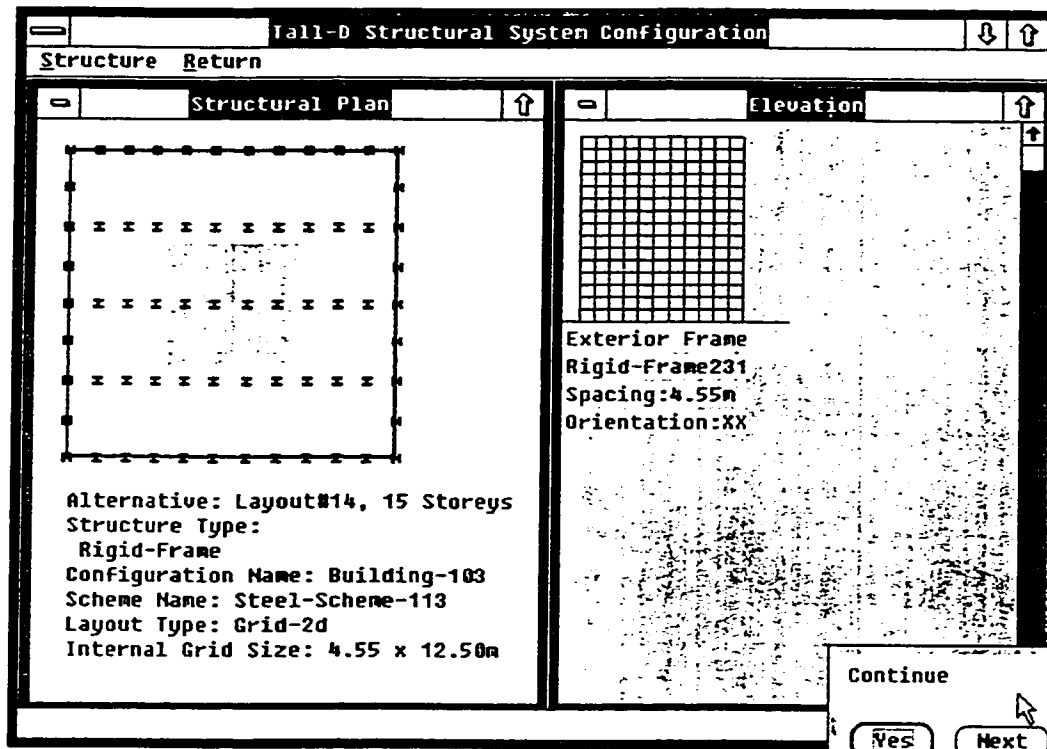 Tall-D Structural System Configuration
Structure Return
Structural Plan
Alternative: Layout#14, 15 Storeys
Structure Type:
Rigid-Frame
Configuration Name: Building-103
Scheme Name: Steel-Scheme-113
Layout Type: Grid-2d
Internal Grid Size: 4.55 x 12.50m
Elevation
Exterior Frame
Rigid-Frame231
Spacing:4.55m
Orientation:XX
Continue
Yes Next